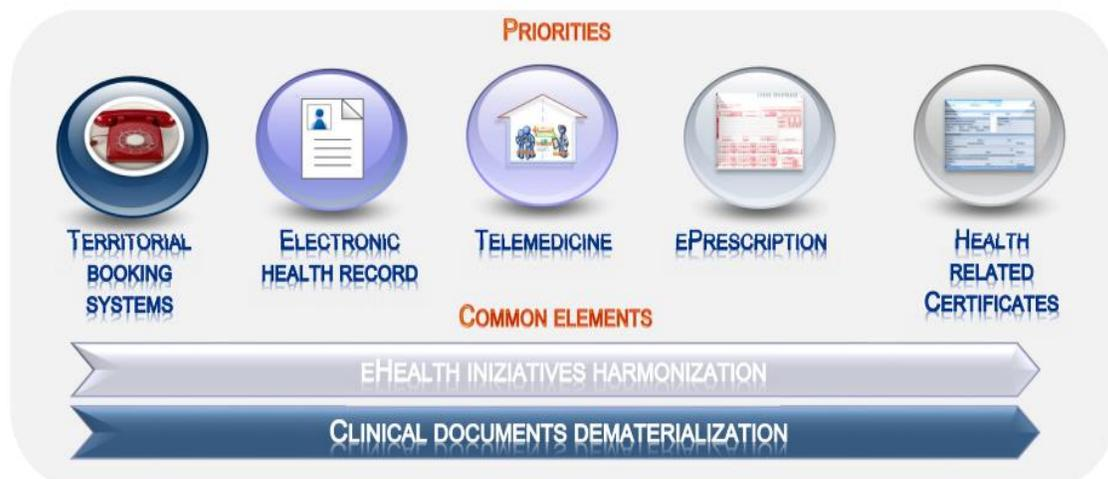 PRIORITIES
TERRITORIAL
BOOKING
SYSTEMS
ELECTRONIC
HEALTH RECORD
TELEMEDICINE
EPRESCRIPTION
HEALTH
RELATED
CERTIFICATES
COMMON ELEMENTS
EHEALTH INIZIATIVES HARMONIZATION
CLINICAL DOCUMENTS DEMATERIALIZATION